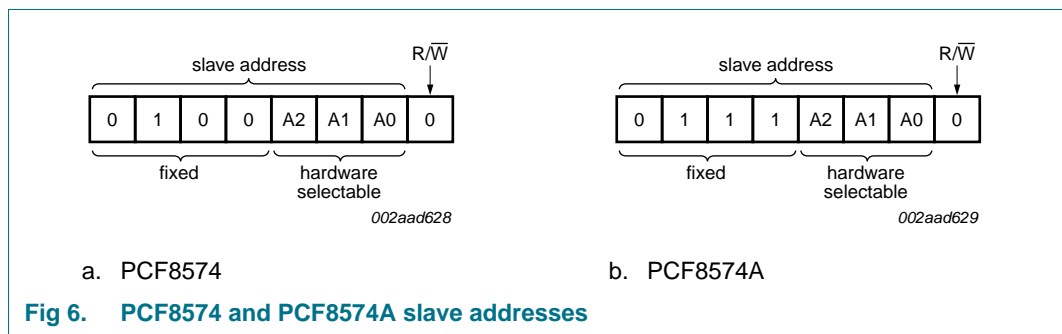 R/W̅
slave address
0 1 0 0 A2 A1 A0 0
fixed
hardware
selectable
002aad628
a. PCF8574
R/W̅
slave address
0 1 1 1 A2 A1 A0 0
fixed
hardware
selectable
002aad629
b. PCF8574A
Fig 6. PCF8574 and PCF8574A slave addresses